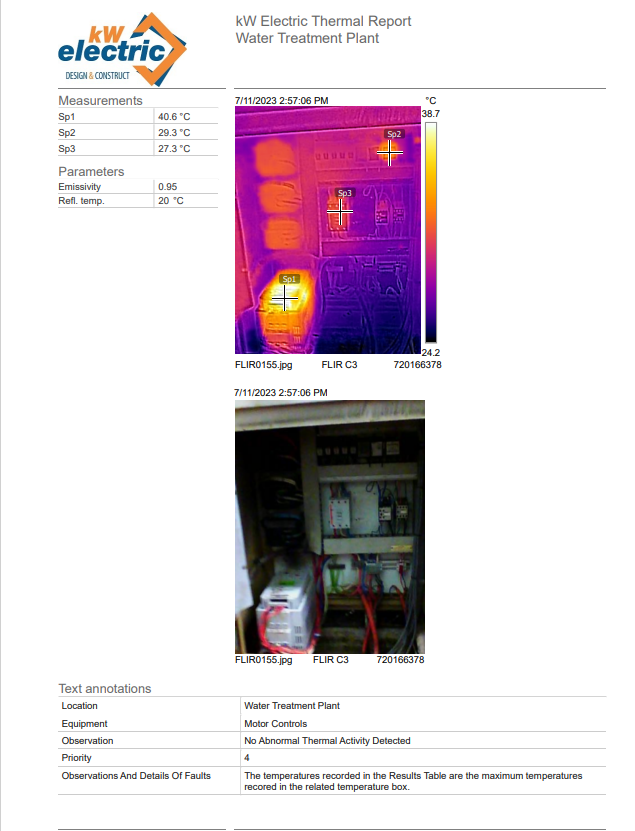 kW
electric
DESIGN & CONSTRUCT
kW Electric Thermal Report
Water Treatment Plant
Measurements
Sp1 40.6 °C
Sp2 29.3 °C
Sp3 27.3 °C
Parameters
Emissivity 0.95
Refl. temp. 20 °C
7/11/2023 2:57:06 PM
°C
38.7
Sp2
Sp3
Sp1
24.2
FLIR0155.jpg FLIR C3 720166378
7/11/2023 2:57:06 PM
FLIR0155.jpg FLIR C3 720166378
Text annotations
Location Water Treatment Plant
Equipment Motor Controls
Observation No Abnormal Thermal Activity Detected
Priority 4
Observations And Details Of Faults The temperatures recorded in the Results Table are the maximum temperatures
recored in the related temperature box.